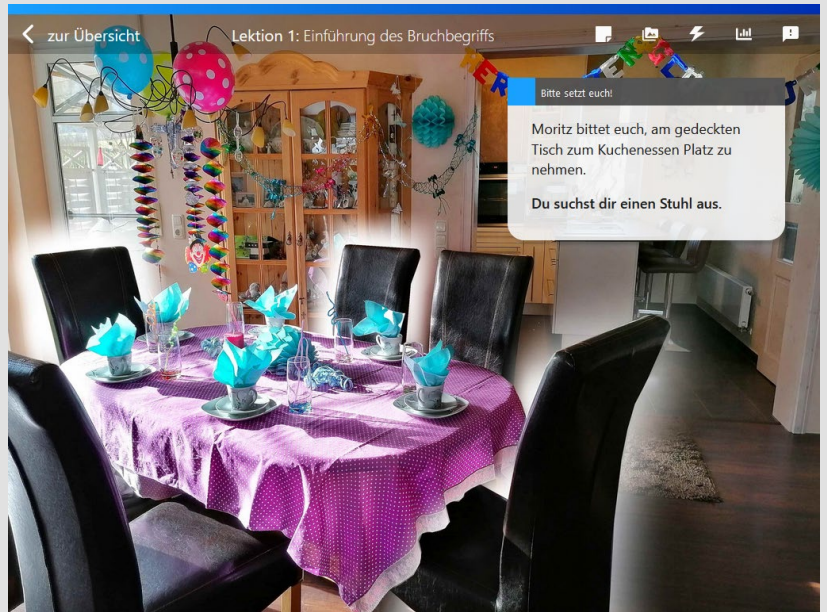 zur Übersicht
Lektion 1: Einführung des Bruchbegriffs
Bitte setzt euch!
Moritz bittet euch, am gedeckten
Tisch zum Kuchenessen Platz zu
nehmen.
Du suchst dir einen Stuhl aus.